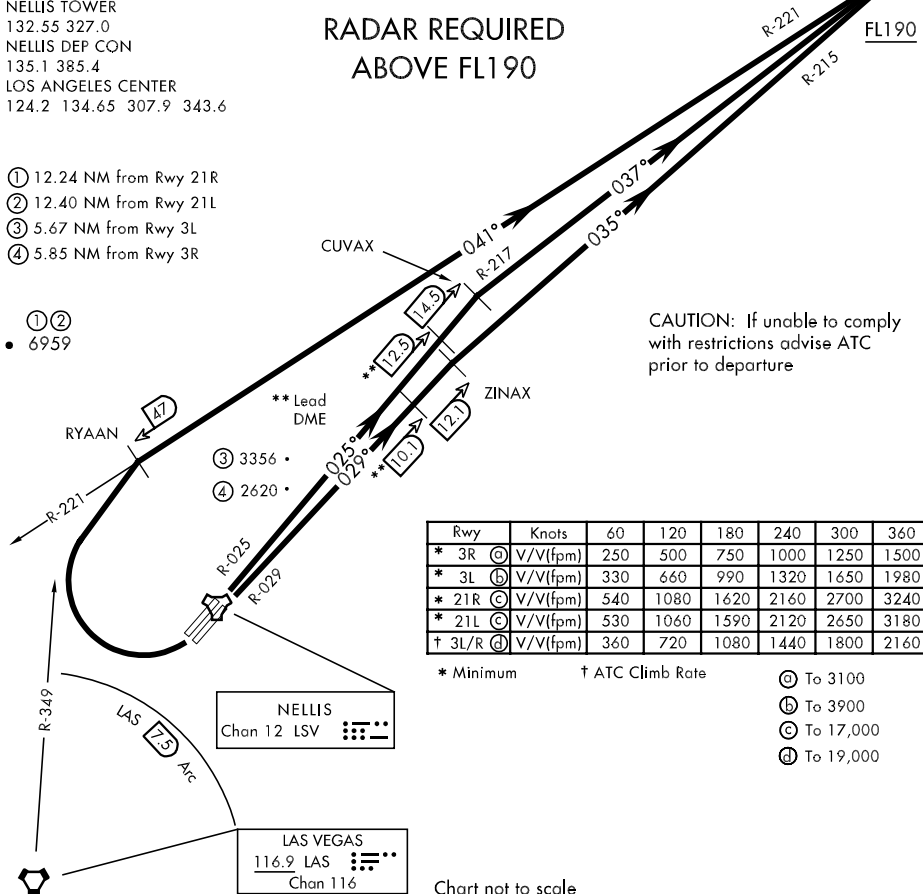 NELLIS TOWER
132.55 327.0
NELLIS DEP CON
135.1 385.4
LOS ANGELES CENTER
124.2 134.65 307.9 343.6
RADAR REQUIRED
ABOVE FL190
R-221
FL190
R-215
① 12.24 NM from Rwy 21R
② 12.40 NM from Rwy 21L
③ 5.67 NM from Rwy 3L
④ 5.85 NM from Rwy 3R
①②
• 6959
CUVAX
041°
R-217
037°
035°
14.5
** 12.5
CAUTION: If unable to comply
with restrictions advise ATC
prior to departure
ZINAX
12.1
** 10.1
** Lead
DME
47
RYAAN
R-221
③ 3356 •
④ 2620 •
025°
029°
R-025
R-029
Rwy Knots 60 120 180 240 300 360
* 3R ⓐ V/V(fpm) 250 500 750 1000 1250 1500
* 3L ⓑ V/V(fpm) 330 660 990 1320 1650 1980
* 21R ⓒ V/V(fpm) 540 1080 1620 2160 2700 3240
* 21L ⓒ V/V(fpm) 530 1060 1590 2120 2650 3180
† 3L/R ⓓ V/V(fpm) 360 720 1080 1440 1800 2160
* Minimum † ATC Climb Rate
ⓐ To 3100
ⓑ To 3900
ⓒ To 17,000
ⓓ To 19,000
R-349
LAS 7.5 Arc
NELLIS
Chan 12 LSV
LAS VEGAS
116.9 LAS
Chan 116
Chart not to scale